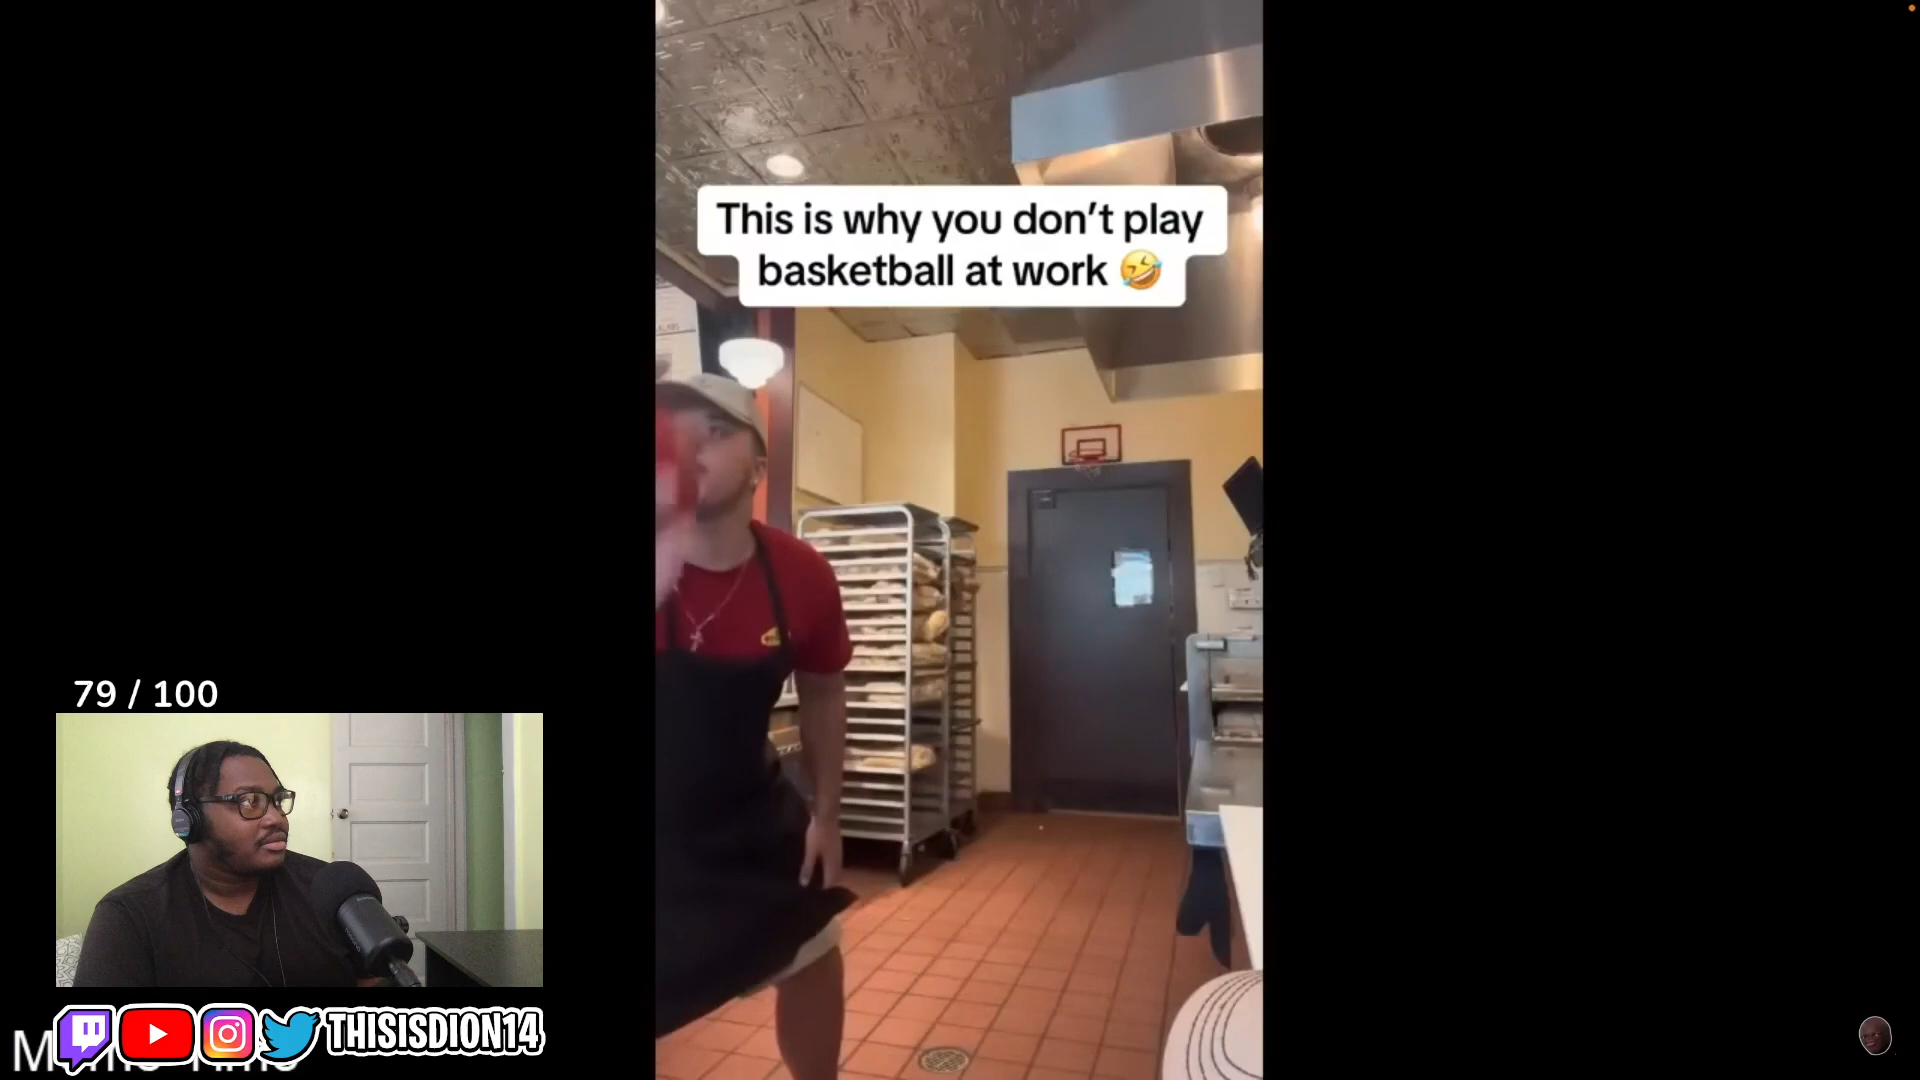 This is why you don't play
basketball at work 🤣
79 / 100
THISISDION14